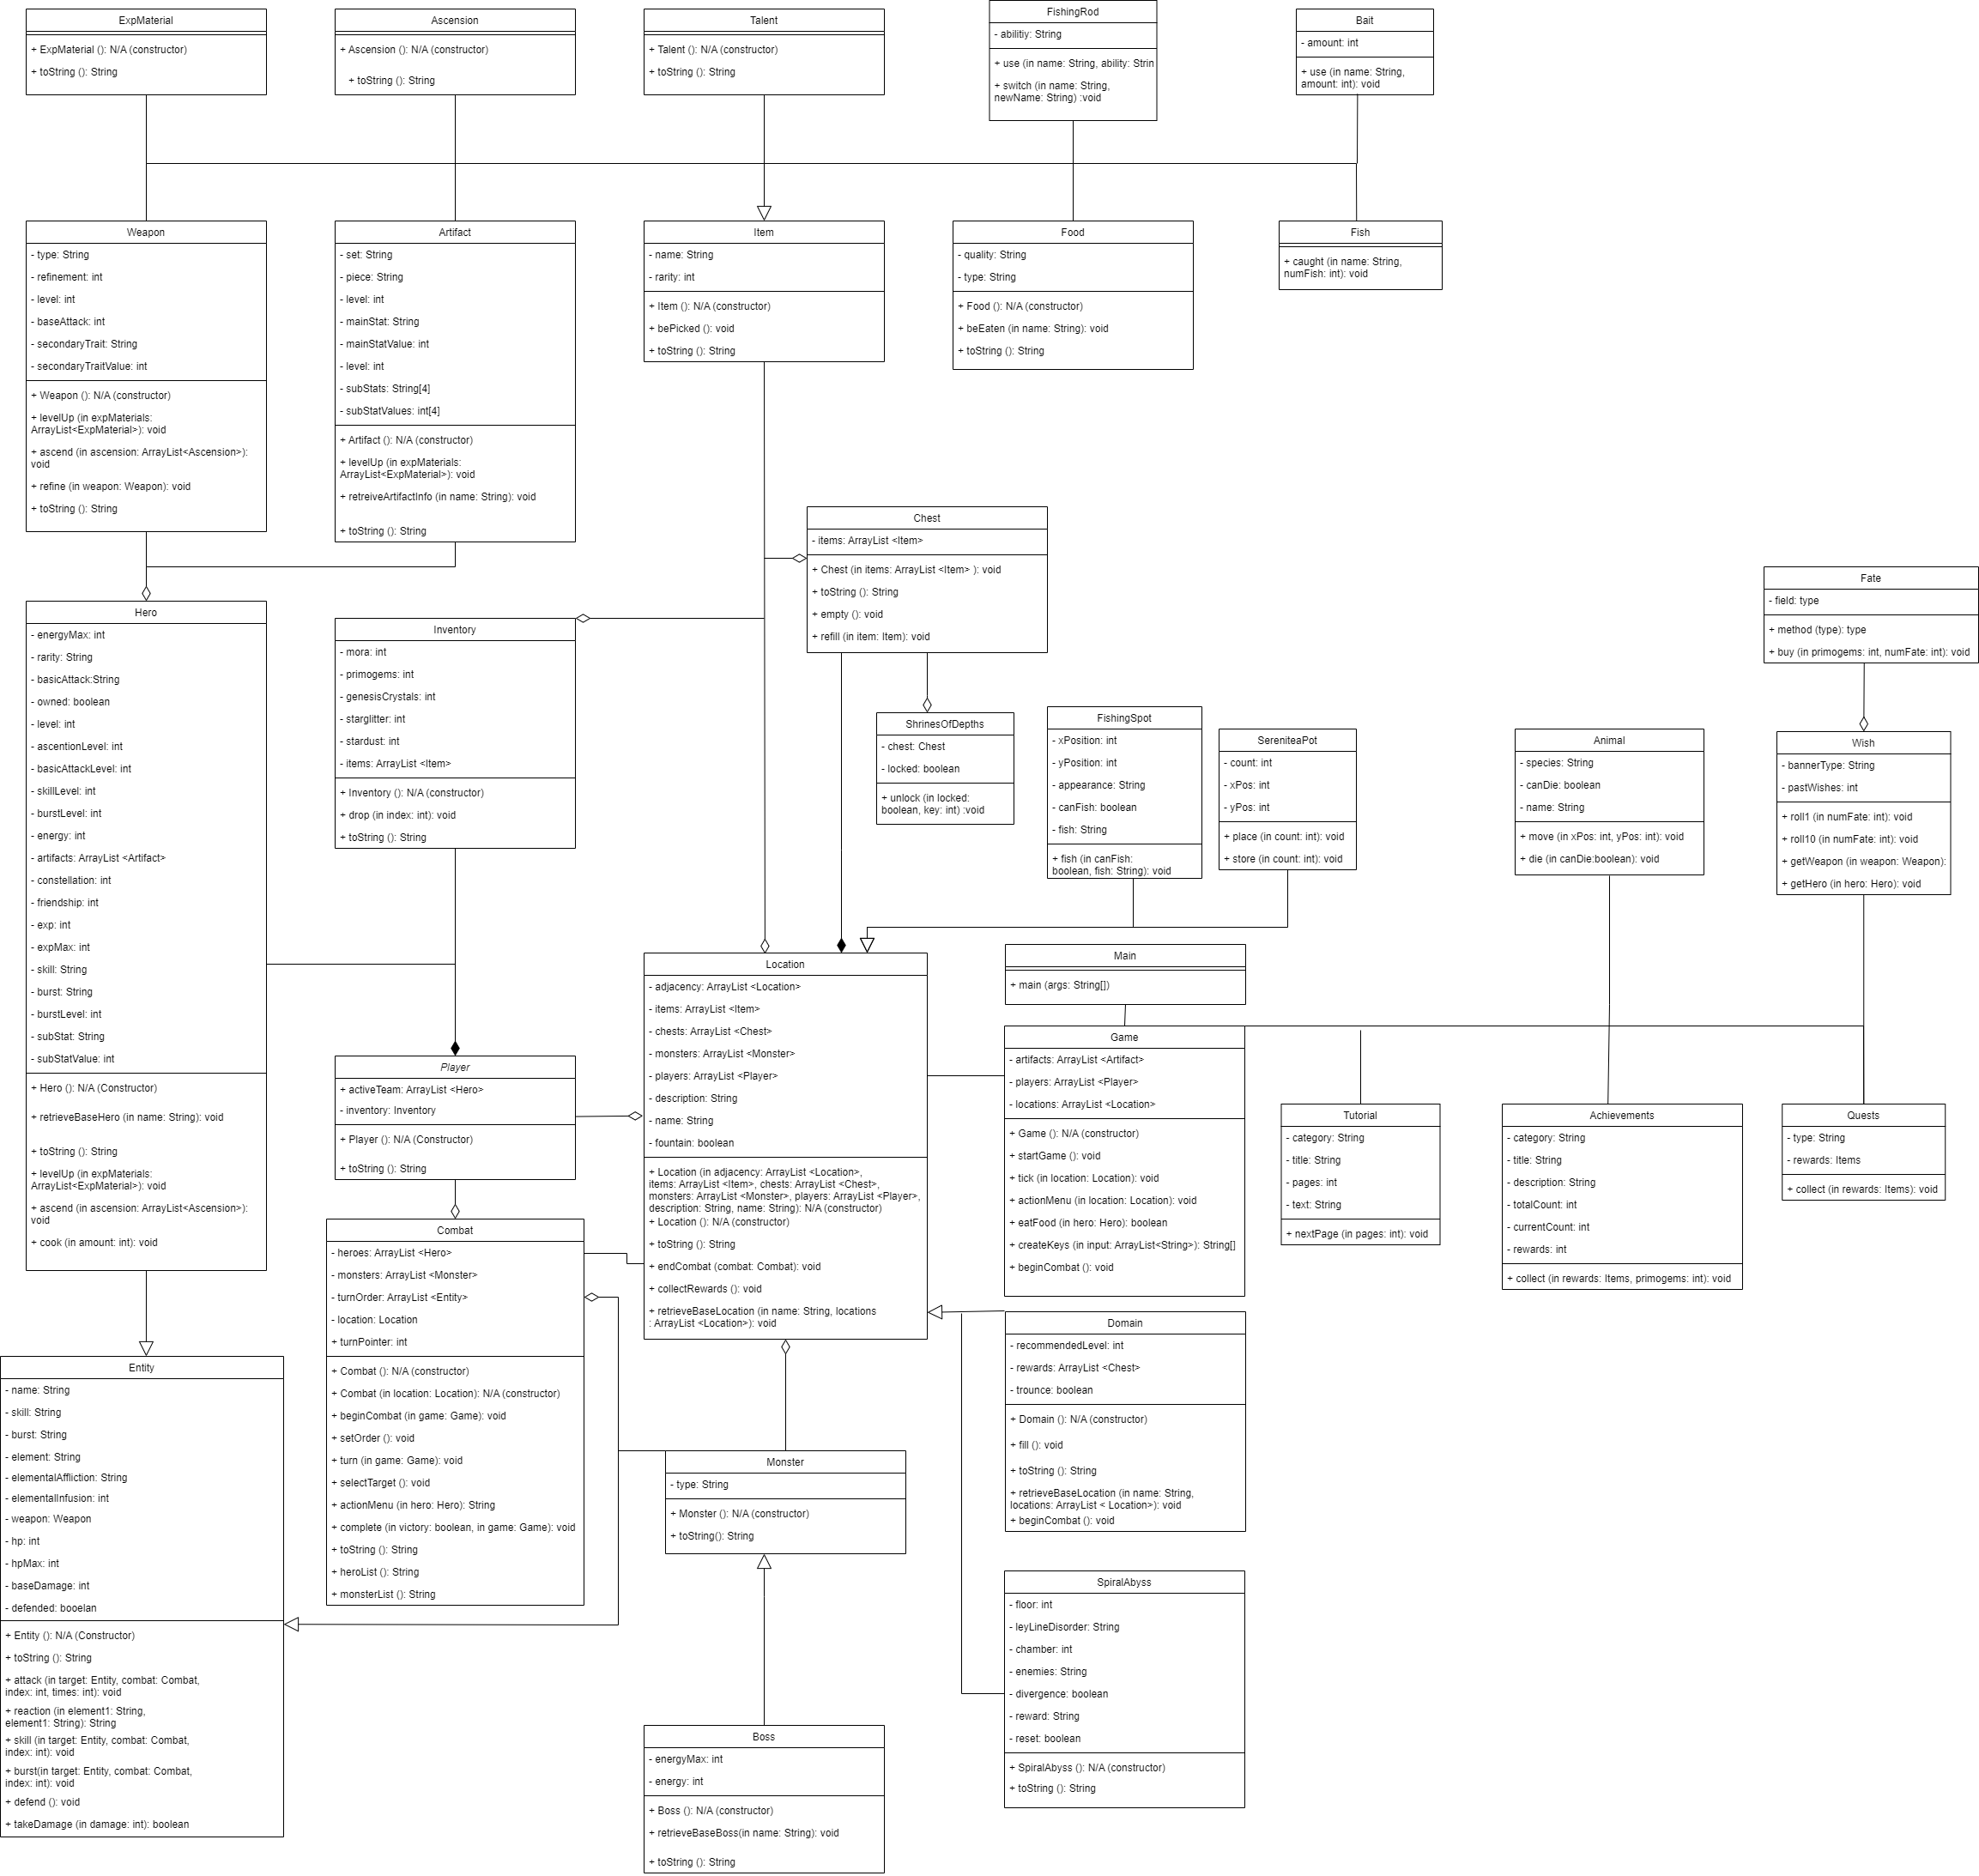 ExpMaterial
+ ExpMaterial (): N/A (constructor)
+ toString (): String
Ascension
+ Ascension (): N/A (constructor)
+ toString (): String
Talent
+ Talent (): N/A (constructor)
+ toString (): String
FishingRod
- abilitiy: String
+ use (in name: String, ability: Strin
+ switch (in name: String,
newName: String) :void
Bait
- amount: int
+ use (in name: String,
amount: int): void
Weapon
- type: String
- refinement: int
- level: int
- baseAttack: int
- secondaryTrait: String
- secondaryTraitValue: int
+ Weapon (): N/A (constructor)
+ levelUp (in expMaterials:
ArrayList<ExpMaterial>): void
+ ascend (in ascension: ArrayList<Ascension>):
void
+ refine (in weapon: Weapon): void
+ toString (): String
Artifact
- set: String
- piece: String
- level: int
- mainStat: String
- mainStatValue: int
- level: int
- subStats: String[4]
- subStatValues: int[4]
+ Artifact (): N/A (constructor)
+ levelUp (in expMaterials:
ArrayList<ExpMaterial>): void
+ retreiveArtifactInfo (in name: String): void
+ toString (): String
Item
- name: String
- rarity: int
+ Item (): N/A (constructor)
+ bePicked (): void
+ toString (): String
Food
- quality: String
- type: String
+ Food (): N/A (constructor)
+ beEaten (in name: String): void
+ toString (): String
Fish
+ caught (in name: String,
numFish: int): void
Chest
- items: ArrayList <Item>
+ Chest (in items: ArrayList <Item> ): void
+ toString (): String
+ empty (): void
+ refill (in item: Item): void
Fate
- field: type
+ method (type): type
+ buy (in primogems: int, numFate: int): void
Hero
- energyMax: int
- rarity: String
- basicAttack:String
- owned: boolean
- level: int
- ascentionLevel: int
- basicAttackLevel: int
- skillLevel: int
- burstLevel: int
- energy: int
- artifacts: ArrayList <Artifact>
- constellation: int
- friendship: int
- exp: int
- expMax: int
- skill: String
- burst: String
- burstLevel: int
- subStat: String
- subStatValue: int
+ Hero (): N/A (Constructor)
+ retrieveBaseHero (in name: String): void
+ toString (): String
+ levelUp (in expMaterials:
ArrayList<ExpMaterial>): void
+ ascend (in ascension: ArrayList<Ascension>):
void
+ cook (in amount: int): void
Inventory
- mora: int
- primogems: int
- genesisCrystals: int
- starglitter: int
- stardust: int
- items: ArrayList <Item>
+ Inventory (): N/A (constructor)
+ drop (in index: int): void
+ toString (): String
ShrinesOfDepths
- chest: Chest
- locked: boolean
+ unlock (in locked:
boolean, key: int) :void
FishingSpot
- xPosition: int
- yPosition: int
- appearance: String
- canFish: boolean
- fish: String
+ fish (in canFish:
boolean, fish: String): void
SereniteaPot
- count: int
- xPos: int
- yPos: int
+ place (in count: int): void
+ store (in count: int): void
Animal
- species: String
- canDie: boolean
- name: String
+ move (in xPos: int, yPos: int): void
+ die (in canDie:boolean): void
Wish
- bannerType: String
- pastWishes: int
+ roll1 (in numFate: int): void
+ roll10 (in numFate: int): void
+ getWeapon (in weapon: Weapon):
+ getHero (in hero: Hero): void
Location
- adjacency: ArrayList <Location>
- items: ArrayList <Item>
- chests: ArrayList <Chest>
- monsters: ArrayList <Monster>
- players: ArrayList <Player>
- description: String
- name: String
- fountain: boolean
+ Location (in adjacency: ArrayList <Location>,
items: ArrayList <Item>, chests: ArrayList <Chest>,
monsters: ArrayList <Monster>, players: ArrayList <Player>,
description: String, name: String): N/A (constructor)
+ Location (): N/A (constructor)
+ toString (): String
+ endCombat (combat: Combat): void
+ collectRewards (): void
+ retrieveBaseLocation (in name: String, locations
: ArrayList <Location>): void
Main
+ main (args: String[])
Game
- artifacts: ArrayList <Artifact>
- players: ArrayList <Player>
- locations: ArrayList <Location>
+ Game (): N/A (constructor)
+ startGame (): void
+ tick (in location: Location): void
+ actionMenu (in location: Location): void
+ eatFood (in hero: Hero): boolean
+ createKeys (in input: ArrayList<String>): String[]
+ beginCombat (): void
Player
+ activeTeam: ArrayList <Hero>
- inventory: Inventory
+ Player (): N/A (Constructor)
+ toString (): String
Tutorial
- category: String
- title: String
- pages: int
- text: String
+ nextPage (in pages: int): void
Achievements
- category: String
- title: String
- description: String
- totalCount: int
- currentCount: int
- rewards: int
+ collect (in rewards: Items, primogems: int): void
Quests
- type: String
- rewards: Items
+ collect (in rewards: Items): void
Combat
- heroes: ArrayList <Hero>
- monsters: ArrayList <Monster>
- turnOrder: ArrayList <Entity>
- location: Location
+ turnPointer: int
+ Combat (): N/A (constructor)
+ Combat (in location: Location): N/A (constructor)
+ beginCombat (in game: Game): void
+ setOrder (): void
+ turn (in game: Game): void
+ selectTarget (): void
+ actionMenu (in hero: Hero): String
+ complete (in victory: boolean, in game: Game): void
+ toString (): String
+ heroList (): String
+ monsterList (): String
Domain
- recommendedLevel: int
- rewards: ArrayList <Chest>
- trounce: boolean
+ Domain (): N/A (constructor)
+ fill (): void
+ toString (): String
+ retrieveBaseLocation (in name: String,
locations: ArrayList < Location>): void
+ beginCombat (): void
Entity
- name: String
- skill: String
- burst: String
- element: String
- elementalAffliction: String
- elementalInfusion: int
- weapon: Weapon
- hp: int
- hpMax: int
- baseDamage: int
- defended: booelan
+ Entity (): N/A (Constructor)
+ toString (): String
+ attack (in target: Entity, combat: Combat,
index: int, times: int): void
+ reaction (in element1: String,
element1: String): String
+ skill (in target: Entity, combat: Combat,
index: int): void
+ burst(in target: Entity, combat: Combat,
index: int): void
+ defend (): void
+ takeDamage (in damage: int): boolean
Monster
- type: String
+ Monster (): N/A (constructor)
+ toString(): String
SpiralAbyss
- floor: int
- leyLineDisorder: String
- chamber: int
- enemies: String
- divergence: boolean
- reward: String
- reset: boolean
+ SpiralAbyss (): N/A (constructor)
+ toString (): String
Boss
- energyMax: int
- energy: int
+ Boss (): N/A (constructor)
+ retrieveBaseBoss(in name: String): void
+ toString (): String